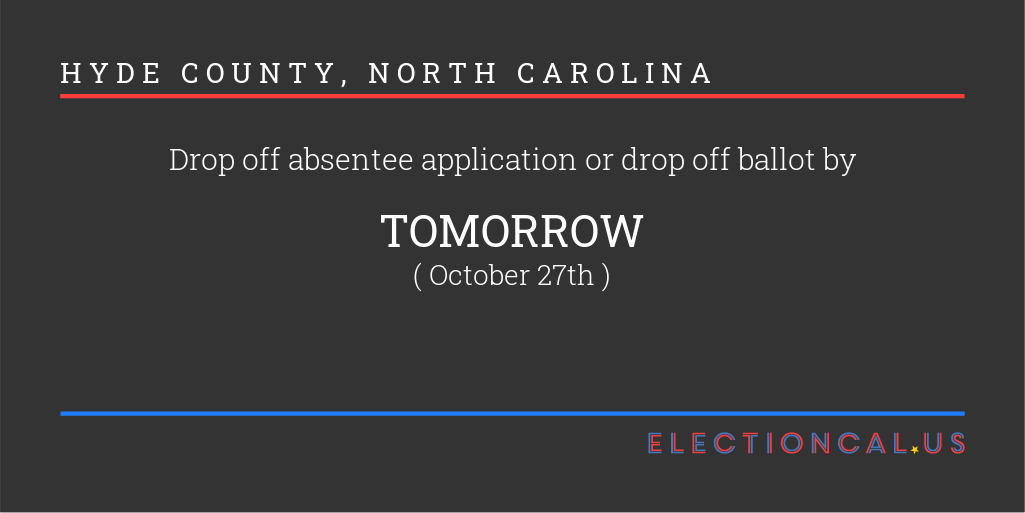 HYDE COUNTY, NORTH CAROLINA
Drop off absentee application or drop off ballot by
TOMORROW
( October 27th )
ELECTIONCAL.US